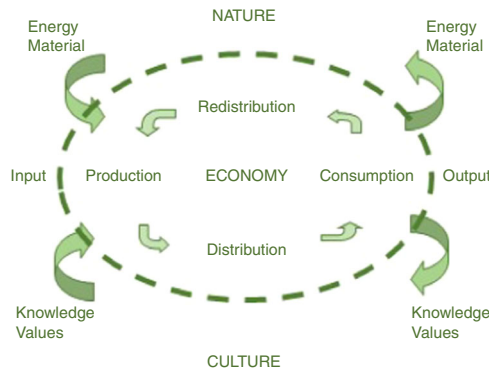 NATURE
Energy
Material
Energy
Material
Redistribution
Input
Production
ECONOMY
Consumption
Output
Distribution
Knowledge
Values
Knowledge
Values
CULTURE